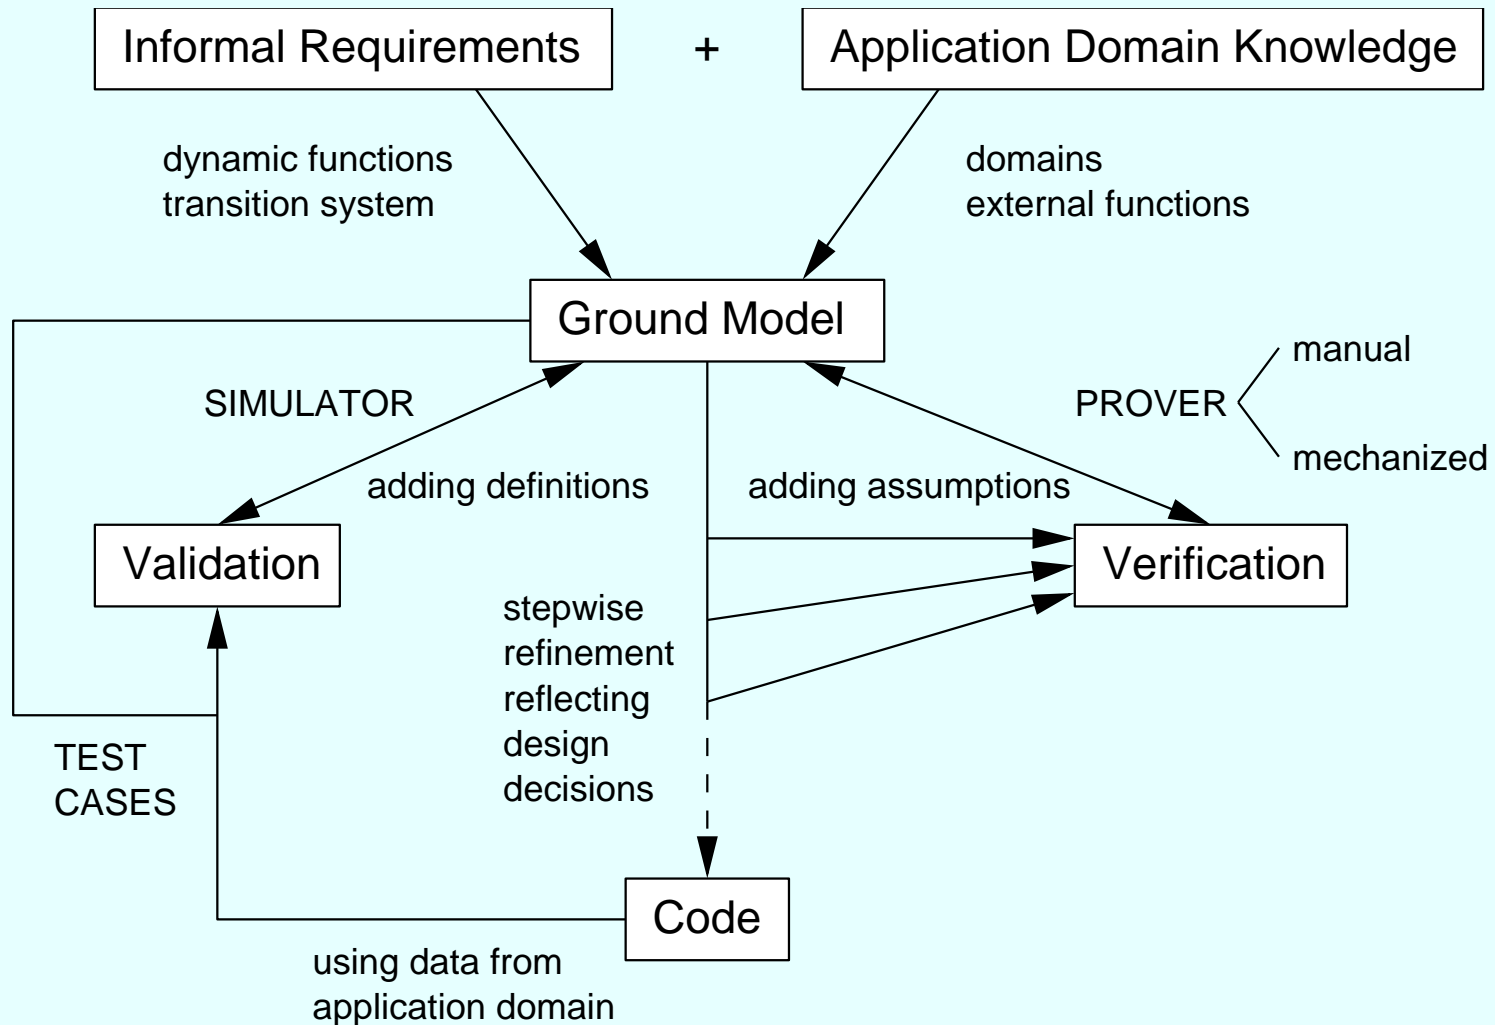 Informal Requirements
+
Application Domain Knowledge
dynamic functions
transition system
domains
external functions
Ground Model
SIMULATOR
PROVER
manual
mechanized
adding definitions
adding assumptions
Validation
Verification
stepwise
refinement
reflecting
design
decisions
TEST
CASES
Code
using data from
application domain